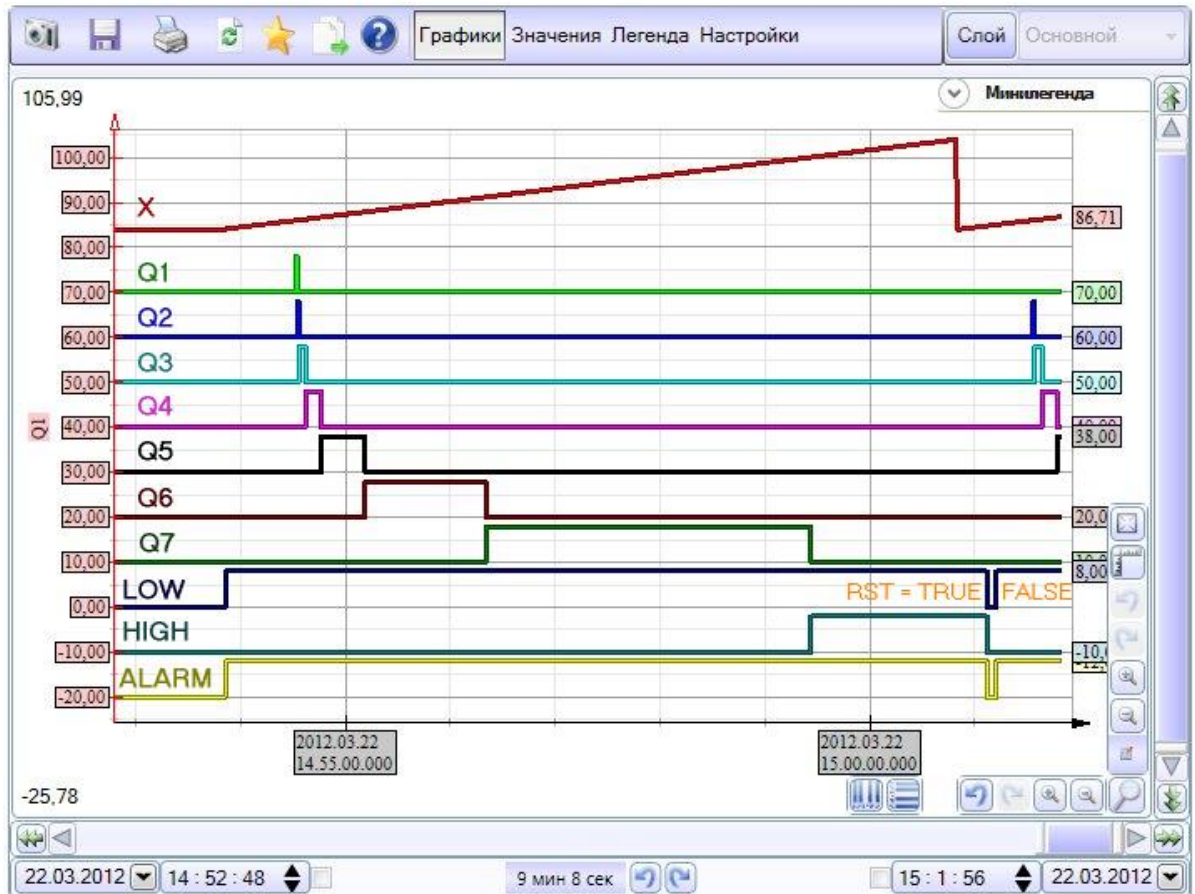 Графики Значения Легенда Настройки Слой Основной
105,99
Минилегенда
100,00
90,00
X
86,71
80,00
Q1
70,00
70,00
Q2
60,00
60,00
Q3
50,00
50,00
Q4
Q1
40,00
38,00
Q5
30,00
Q6
20,00
20,0
Q7
10,00
8,00
LOW
RST = TRUE FALSE
0,00
HIGH
-10,00
-10,
ALARM
-20,00
2012.03.22
14.55.00.000
2012.03.22
15.00.00.000
-25,78
22.03.2012 14 : 52 : 48 9 мин 8 сек 15 : 1 : 56 22.03.2012